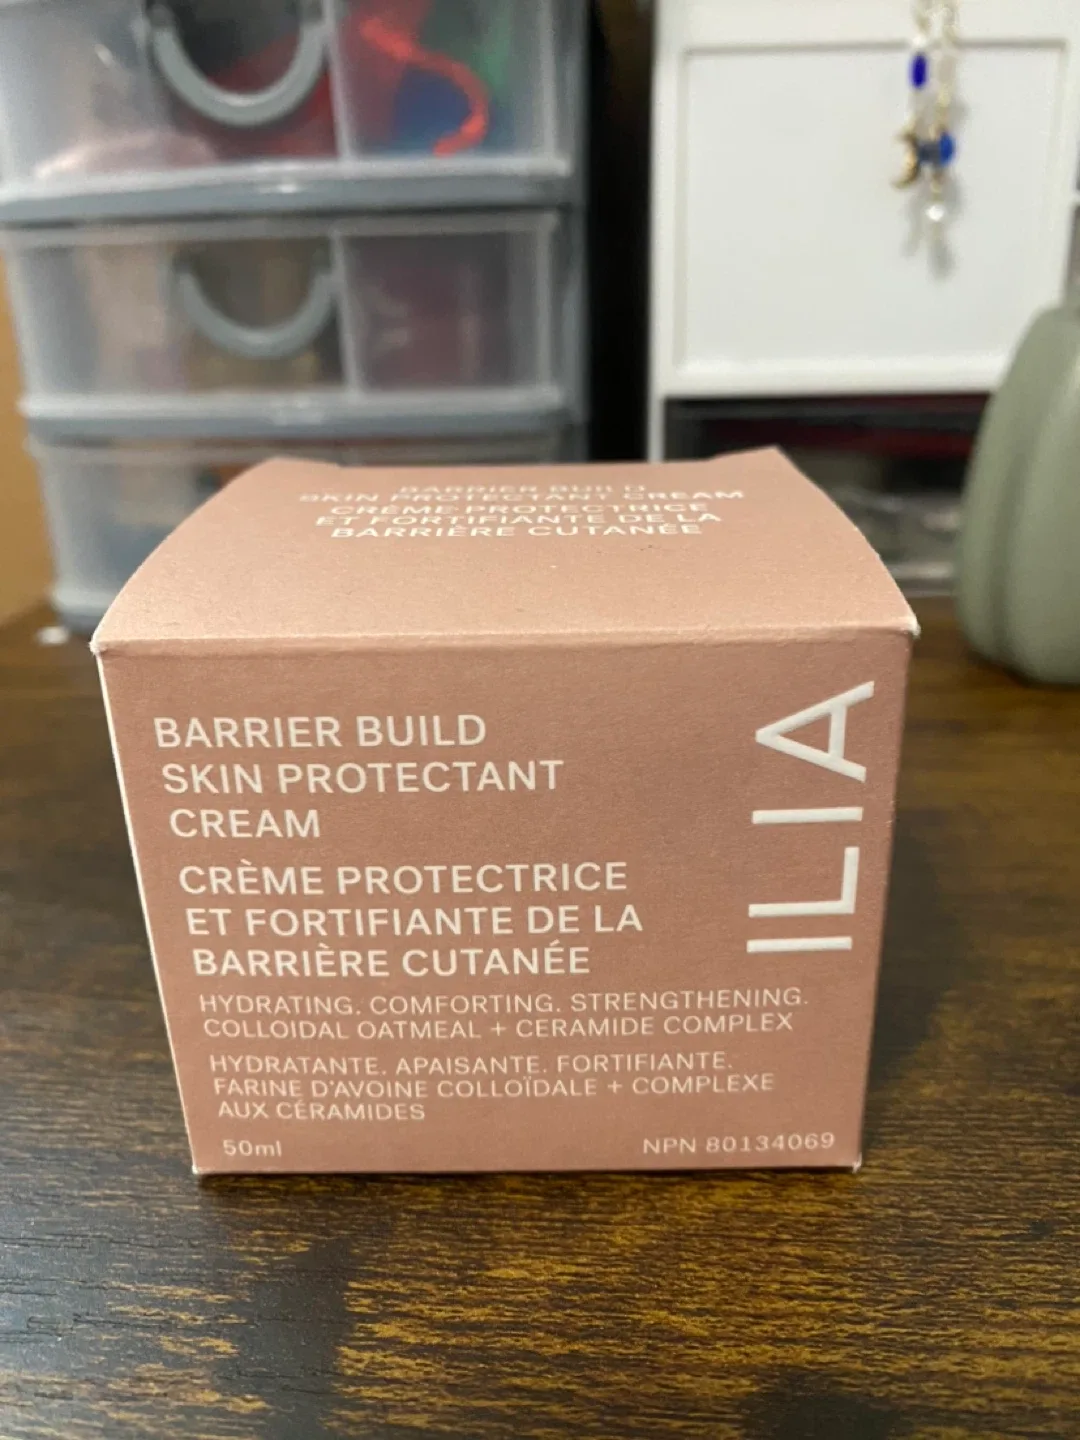 BARRIER BUILD
SKIN PROTECTANT CREAM
CRÈME PROTECTRICE
ET FORTIFIANTE DE LA
BARRIÈRE CUTANÉE
BARRIER BUILD
SKIN PROTECTANT
CREAM
CRÈME PROTECTRICE
ET FORTIFIANTE DE LA
BARRIÈRE CUTANÉE
HYDRATING. COMFORTING. STRENGTHENING.
COLLOIDAL OATMEAL + CERAMIDE COMPLEX
HYDRATANTE. APAISANTE. FORTIFIANTE.
FARINE D'AVOINE COLLOÏDALE + COMPLEXE
AUX CÉRAMIDES
50ml
NPN 80134069
ILIA